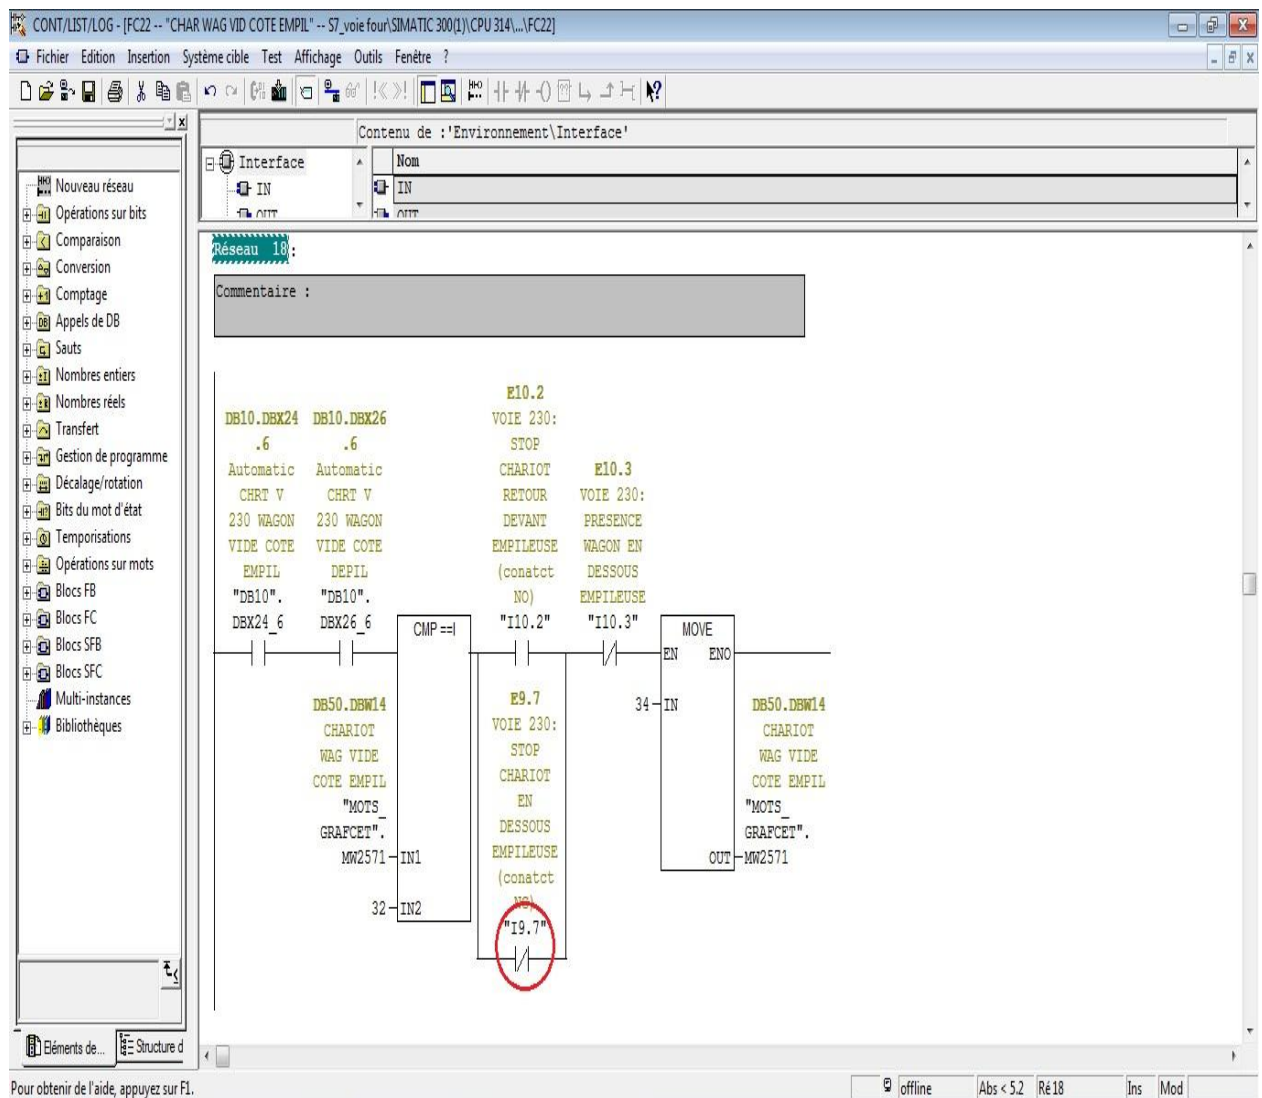 CONT/LIST/LOG - [FC22 -- "CHAR WAG VID COTE EMPIL" -- S7_voie four\SIMATIC 300(1)\CPU 314\...\FC22]
Fichier Edition Insertion Système cible Test Affichage Outils Fenêtre ?
Contenu de :'Environnement\Interface'
Interface
IN
OUT
Nom
IN
OUT
Nouveau réseau
Opérations sur bits
Comparaison
Conversion
Comptage
Appels de DB
Sauts
Nombres entiers
Nombres réels
Transfert
Gestion de programme
Décalage/rotation
Bits du mot d'état
Temporisations
Opérations sur mots
Blocs FB
Blocs FC
Blocs SFB
Blocs SFC
Multi-instances
Bibliothèques
Eléments de...
Structure d
Réseau 18:
Commentaire :
DB10.DBX24
.6
Automatic
CHRT V
230 WAGON
VIDE COTE
EMPIL
"DB10".
DBX24_6
DB10.DBX26
.6
Automatic
CHRT V
230 WAGON
VIDE COTE
DEPIL
"DB10".
DBX26_6
CMP ==I
DB50.DBW14
CHARIOT
WAG VIDE
COTE EMPIL
"MOTS_
GRAFCET".
MW2571
IN1
32
IN2
E10.2
VOIE 230:
STOP
CHARIOT
RETOUR
DEVANT
EMPILEUSE
(conatct
NO)
"I10.2"
E9.7
VOIE 230:
STOP
CHARIOT
EN
DESSOUS
EMPILEUSE
(conatct
"I9.7"
E10.3
VOIE 230:
PRESENCE
WAGON EN
DESSOUS
EMPILEUSE
"I10.3"
MOVE
EN ENO
34
IN
DB50.DBW14
CHARIOT
WAG VIDE
COTE EMPIL
"MOTS_
GRAFCET".
OUT
MW2571
Pour obtenir de l'aide, appuyez sur F1.
offline
Abs < 5.2
Ré 18
Ins
Mod